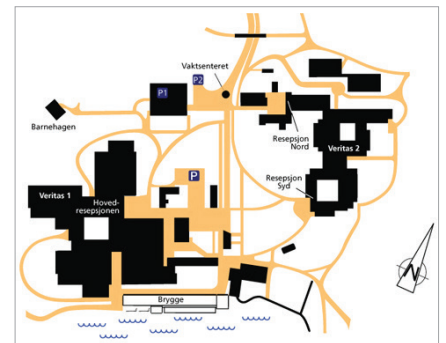 Vaktsenteret
P2
P1
Barnehagen
Resepsjon
Nord
Veritas 2
Resepsjon
Syd
P
Veritas 1
Hoved-
resepsjonen
N
Brygge